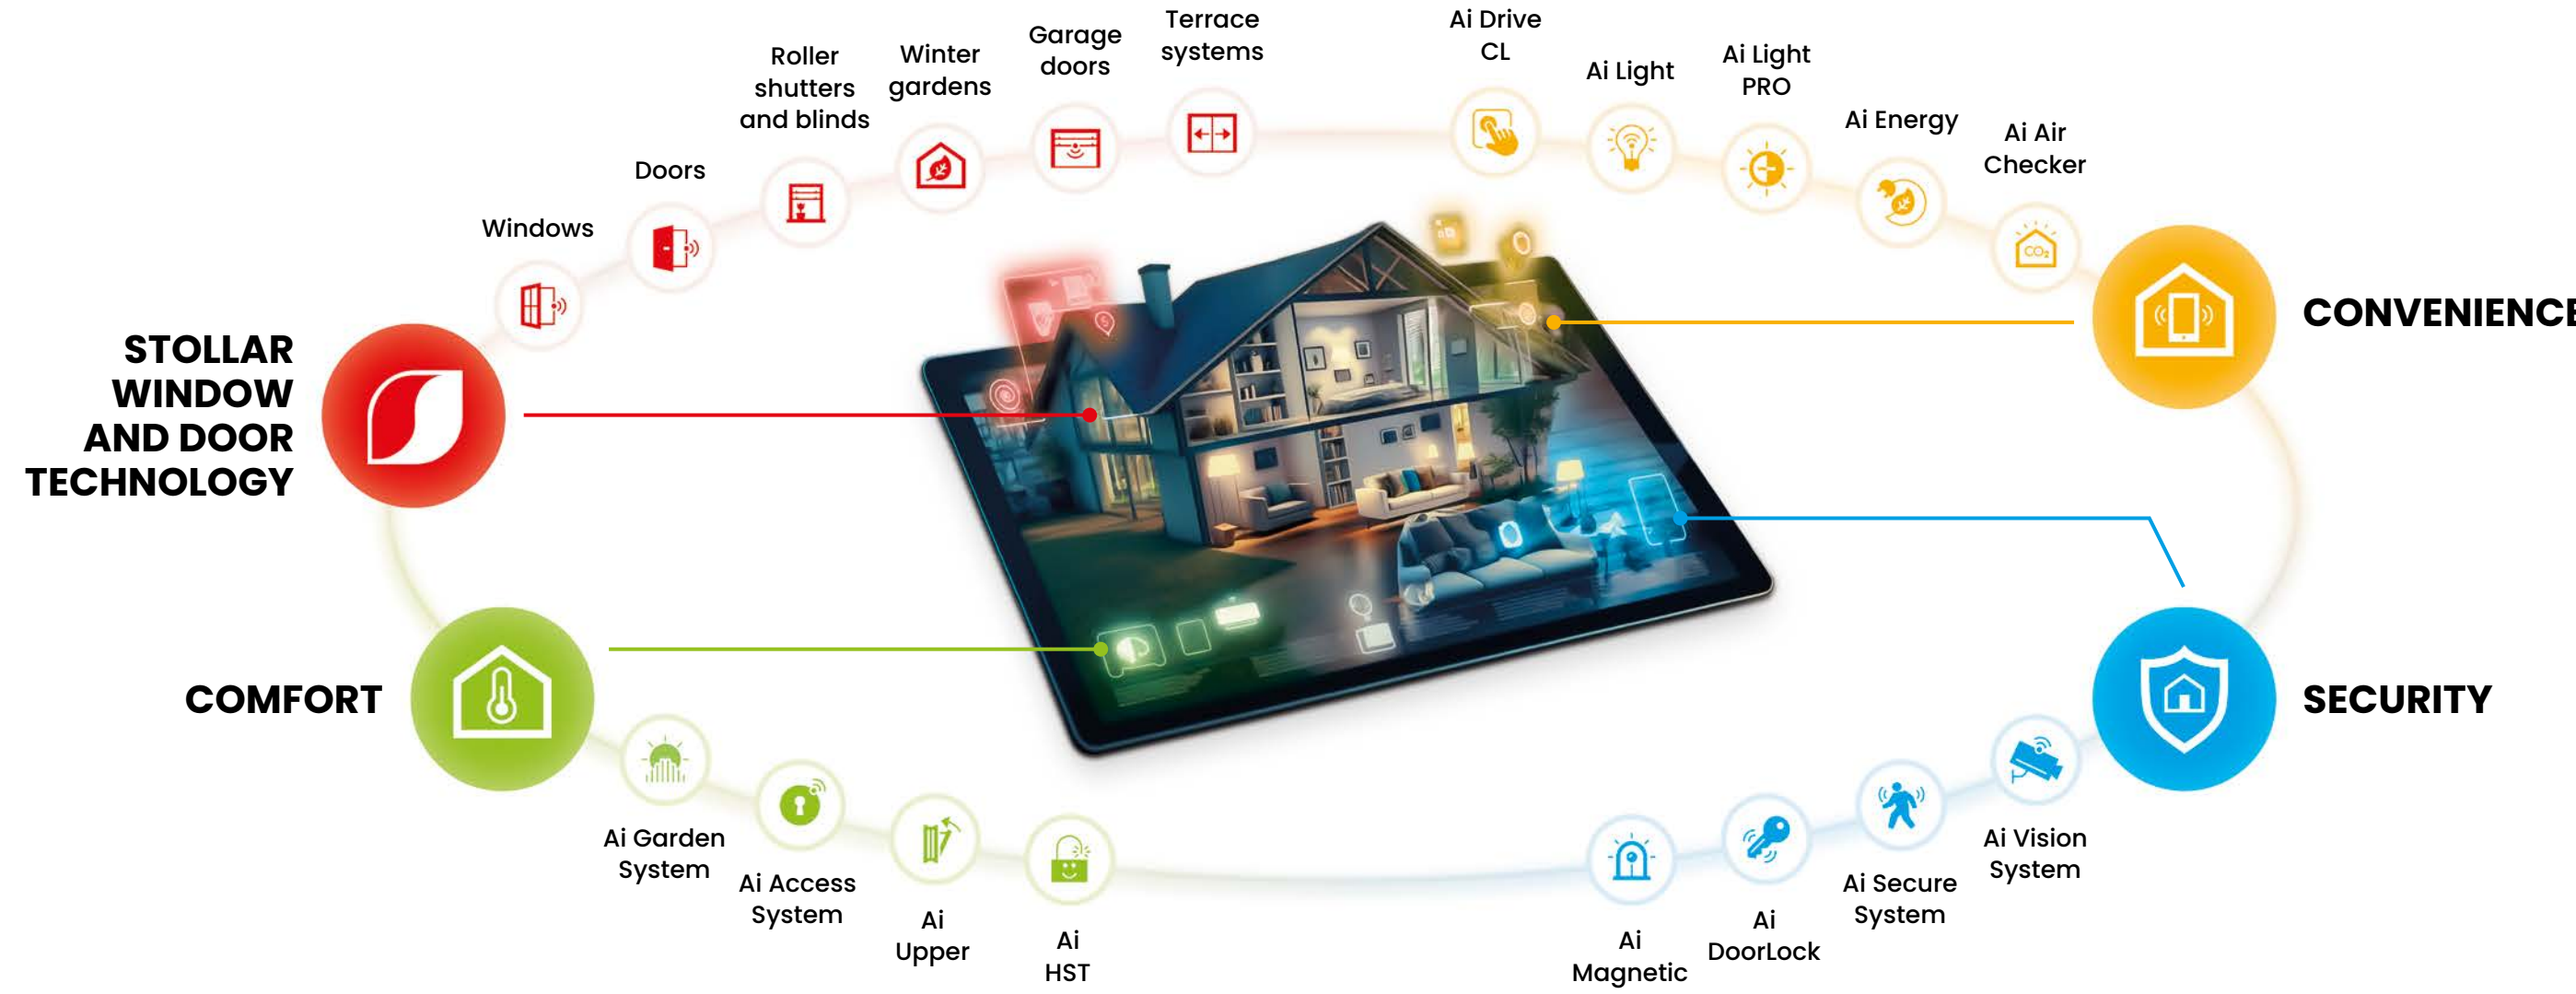 Roller
shutters
and blinds
Winter
gardens
Garage
doors
Terrace
systems
Doors
Windows
STOLLAR
WINDOW
AND DOOR
TECHNOLOGY
Ai Drive
CL
Ai Light
Ai Light
PRO
Ai Energy
Ai Air
Checker
CO₂
CONVENIENCE
COMFORT
Ai Garden
System
Ai Access
System
Ai
Upper
Ai
HST
SECURITY
Ai
Magnetic
Ai
DoorLock
Ai Secure
System
Ai Vision
System